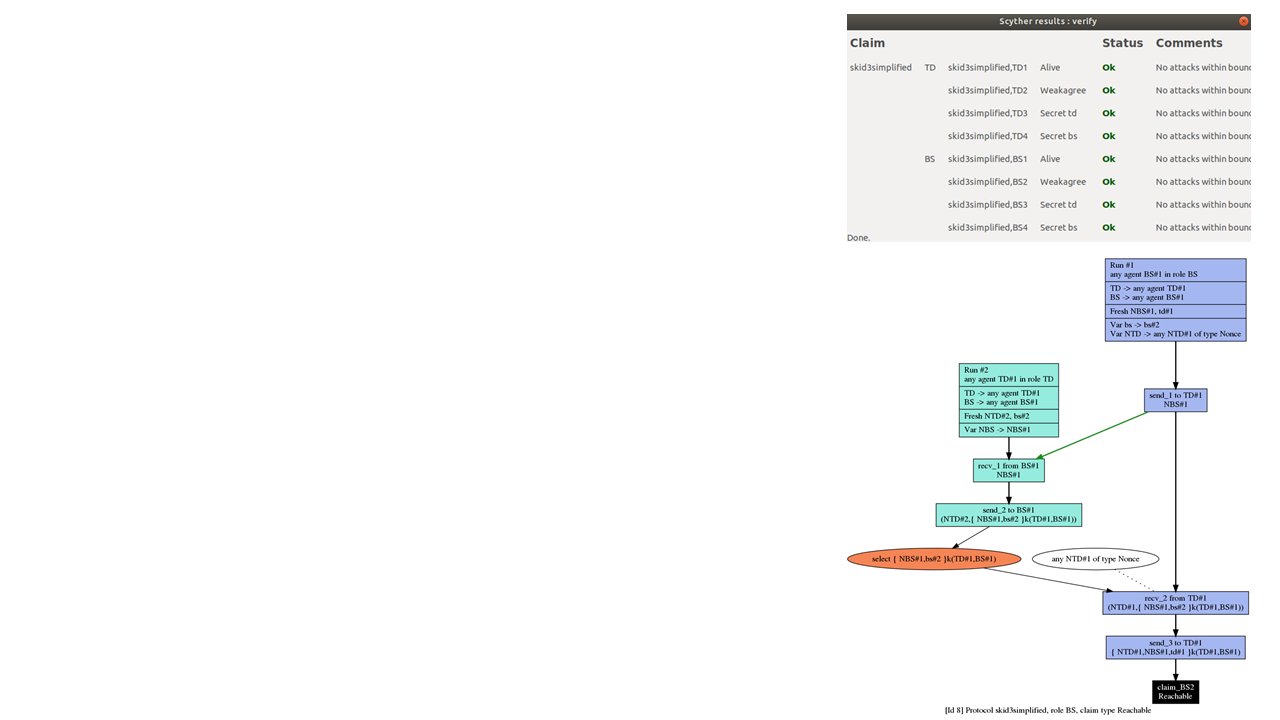 Scyther results : verify
Claim Status Comments
skid3simplified TD skid3simplified,TD1 Alive Ok No attacks within bounc
skid3simplified,TD2 Weakagree Ok No attacks within bounc
skid3simplified,TD3 Secret td Ok No attacks within bounc
skid3simplified,TD4 Secret bs Ok No attacks within bounc
BS skid3simplified,BS1 Alive Ok No attacks within bounc
skid3simplified,BS2 Weakagree Ok No attacks within bounc
skid3simplified,BS3 Secret td Ok No attacks within bounc
skid3simplified,BS4 Secret bs Ok No attacks within bounc
Done.
Run #1
any agent BS#1 in role BS
TD -> any agent TD#1
BS -> any agent BS#1
Fresh NBS#1, td#1
Var bs -> bs#2
Var NTD -> any NTD#1 of type Nonce
Run #2
any agent TD#1 in role TD
TD -> any agent TD#1
BS -> any agent BS#1
Fresh NTD#2, bs#2
Var NBS -> NBS#1
send_1 to TD#1
NBS#1
recv_1 from BS#1
NBS#1
send_2 to BS#1
(NTD#2,{ NBS#1,bs#2 }k(TD#1,BS#1))
select { NBS#1,bs#2 }k(TD#1,BS#1)
any NTD#1 of type Nonce
recv_2 from TD#1
(NTD#1,{ NBS#1,bs#2 }k(TD#1,BS#1))
send_3 to TD#1
{ NTD#1,NBS#1,td#1 }k(TD#1,BS#1)
claim_BS2
Reachable
[Id 8] Protocol skid3simplified, role BS, claim type Reachable